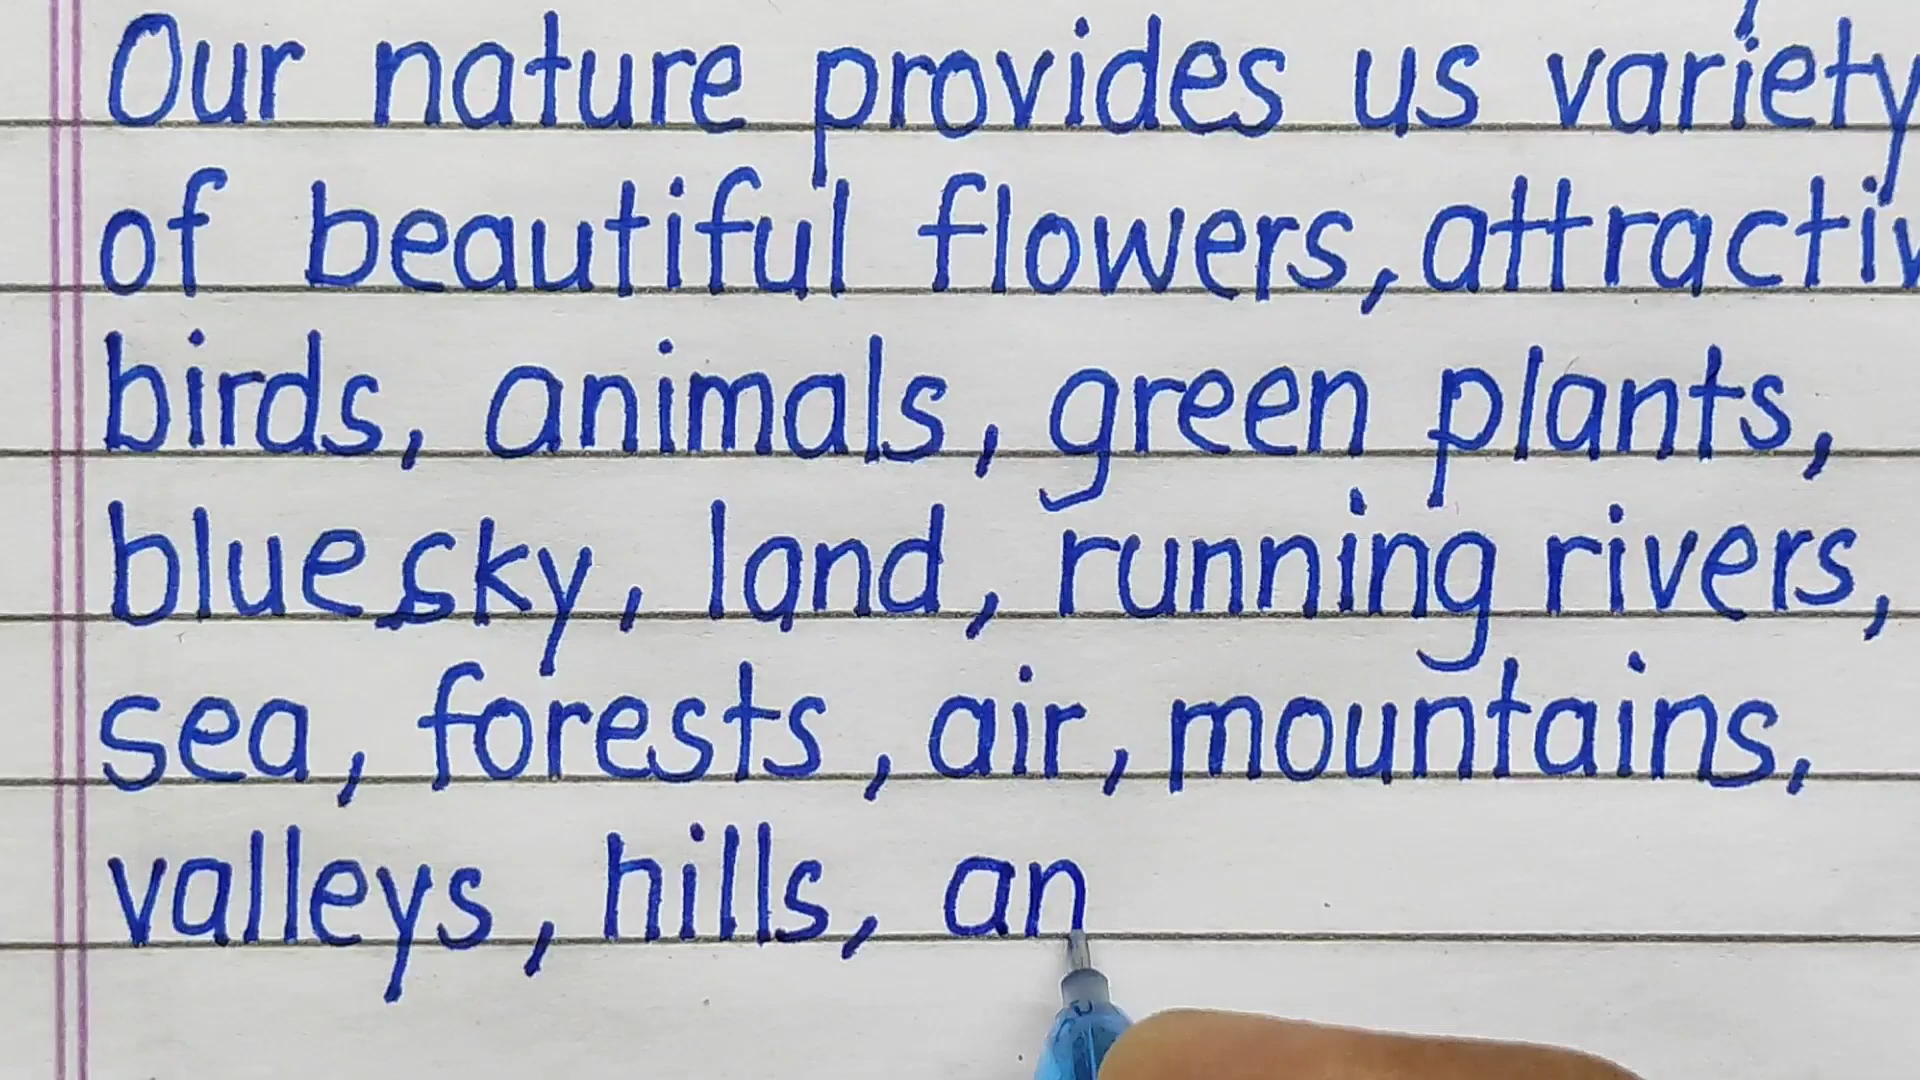 Our nature provides us variety
of beautiful flowers, attractiv
birds, animals, green plants,
blue sky, land, running rivers,
sea, forests, air, mountains,
valleys, hills, an